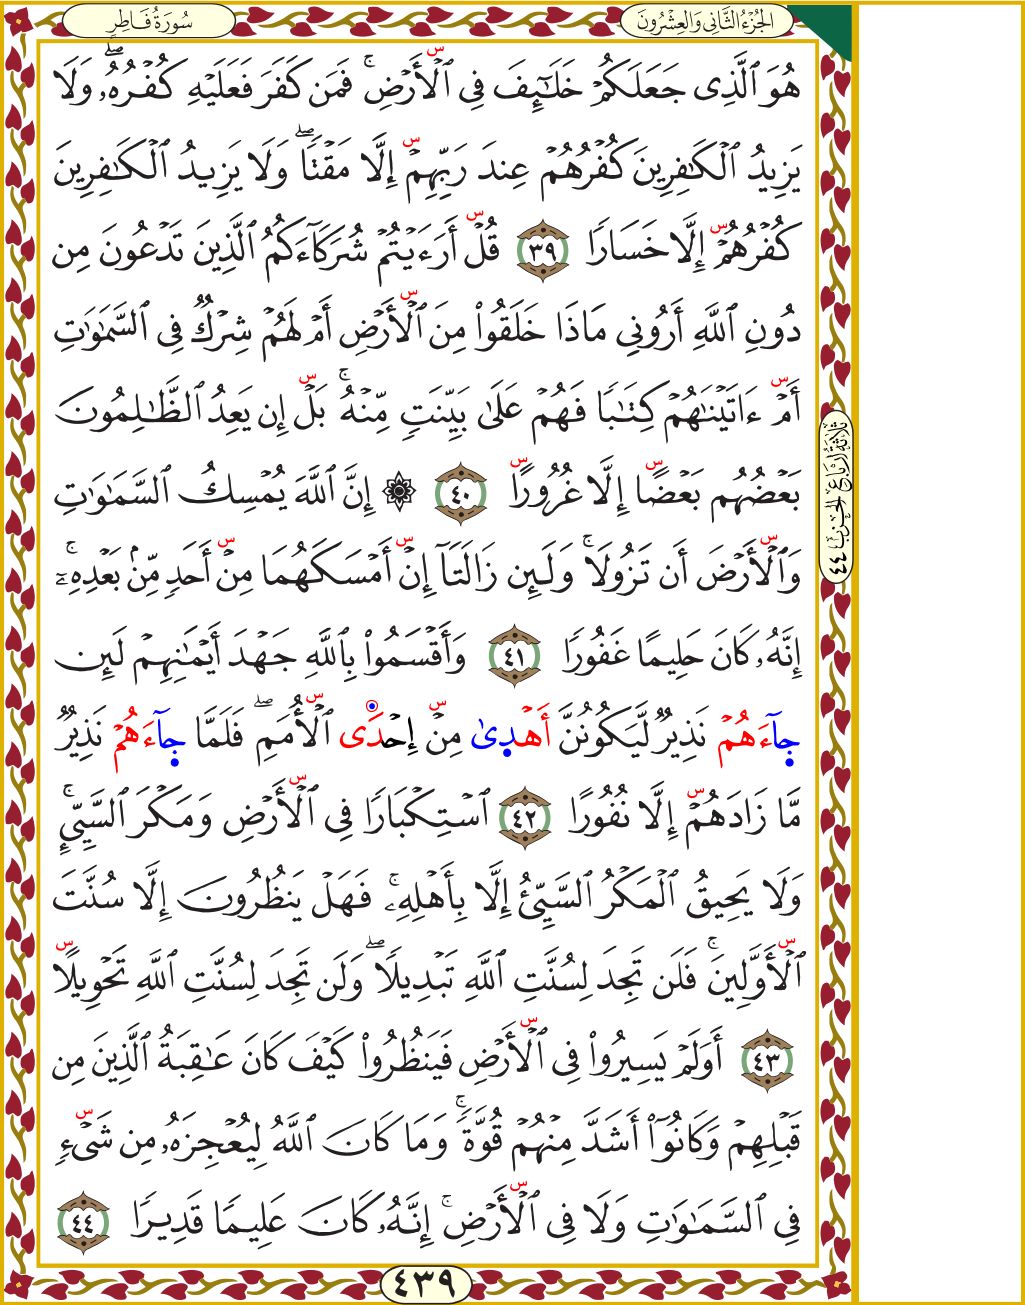 الجُزْءُ الثَّانِي وَالعِشْرُونَ
سُورَةُ فَاطِرٍ
هُوَ ٱلَّذِى جَعَلَكُمْ خَلَٰٓئِفَ فِى ٱلْأَرْضِ ۚ فَمَن كَفَرَ فَعَلَيْهِ كُفْرُهُۥ ۖ وَلَا
يَزِيدُ ٱلْكَٰفِرِينَ كُفْرُهُمْ عِندَ رَبِّهِمْ إِلَّا مَقْتًا ۖ وَلَا يَزِيدُ ٱلْكَٰفِرِينَ
كُفْرُهُمْ إِلَّا خَسَارًا ٣٩ قُلْ أَرَءَيْتُمْ شُرَكَآءَكُمُ ٱلَّذِينَ تَدْعُونَ مِن
دُونِ ٱللَّهِ أَرُونِى مَاذَا خَلَقُوا۟ مِنَ ٱلْأَرْضِ أَمْ لَهُمْ شِرْكٌ فِى ٱلسَّمَٰوَٰتِ
أَمْ ءَاتَيْنَٰهُمْ كِتَٰبًا فَهُمْ عَلَىٰ بَيِّنَتٍ مِّنْهُ ۚ بَلْ إِن يَعِدُ ٱلظَّٰلِمُونَ
بَعْضُهُم بَعْضًا إِلَّا غُرُورًا ٤٠ ۞ إِنَّ ٱللَّهَ يُمْسِكُ ٱلسَّمَٰوَٰتِ
وَٱلْأَرْضَ أَن تَزُولَا ۚ وَلَئِن زَالَتَآ إِنْ أَمْسَكَهُمَا مِنْ أَحَدٍ مِّنۢ بَعْدِهِۦٓ ۚ
إِنَّهُۥ كَانَ حَلِيمًا غَفُورًا ٤١ وَأَقْسَمُوا۟ بِٱللَّهِ جَهْدَ أَيْمَٰنِهِمْ لَئِن
جَآءَهُمْ نَذِيرٌ لَّيَكُونُنَّ أَهْدَىٰ مِنْ إِحْدَى ٱلْأُمَمِ ۖ فَلَمَّا جَآءَهُمْ نَذِيرٌ
مَّا زَادَهُمْ إِلَّا نُفُورًا ٤٢ ٱسْتِكْبَارًا فِى ٱلْأَرْضِ وَمَكْرَ ٱلسَّيِّئِ ۚ
وَلَا يَحِيقُ ٱلْمَكْرُ ٱلسَّيِّئُ إِلَّا بِأَهْلِهِۦ ۚ فَهَلْ يَنظُرُونَ إِلَّا سُنَّتَ
ٱلْأَوَّلِينَ ۚ فَلَن تَجِدَ لِسُنَّتِ ٱللَّهِ تَبْدِيلًا ۖ وَلَن تَجِدَ لِسُنَّتِ ٱللَّهِ تَحْوِيلًا
٤٣ أَوَلَمْ يَسِيرُوا۟ فِى ٱلْأَرْضِ فَيَنظُرُوا۟ كَيْفَ كَانَ عَٰقِبَةُ ٱلَّذِينَ مِن
قَبْلِهِمْ وَكَانُوٓا۟ أَشَدَّ مِنْهُمْ قُوَّةً ۚ وَمَا كَانَ ٱللَّهُ لِيُعْجِزَهُۥ مِن شَىْءٍ
فِى ٱلسَّمَٰوَٰتِ وَلَا فِى ٱلْأَرْضِ ۚ إِنَّهُۥ كَانَ عَلِيمًا قَدِيرًا ٤٤
ثَلَاثَةُ أَرْبَاعِ الحِزْبِ ٤٤
٤٣٩